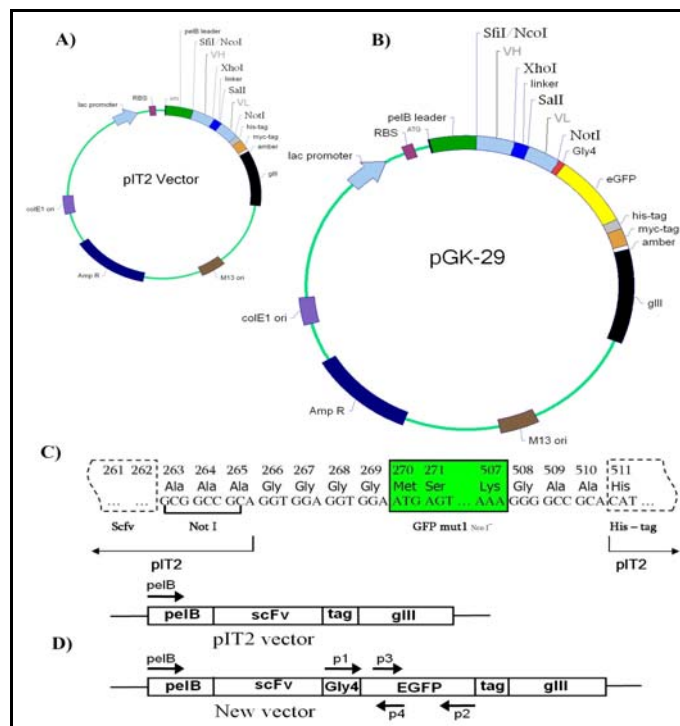 A)
pelB leader
SfiI/NcoI
VH
XhoI
linker
SalI
VL
NotI
his-tag
myc-tag
amber
gIII
M13 ori
Amp R
colE1 ori
lac promoter
RBS
pIT2 Vector
B)
SfiI/NcoI
VH
XhoI
linker
SalI
VL
NotI
Gly4
eGFP
his-tag
myc-tag
amber
gIII
M13 ori
Amp R
colE1 ori
lac promoter
RBS
ATG
pelB leader
pGK-29
C)
261 262 263 264 265 266 267 268 269 270 271 507 508 509 510 511
Ala Ala Ala Gly Gly Gly Gly Met Ser Lys Gly Ala Ala His
... ... GCG GCC GCA GGT GGA GGT GGA ATG AGT ... AAA GGG GCC GCA CAT ...
Scfv Not I GFP mut1 Nco I⁻ His – tag
pIT2 pIT2
pelB
pelB scFv tag gIII
pIT2 vector
D)
pelB p1 p3
pelB scFv Gly4 EGFP tag gIII
New vector p4 p2